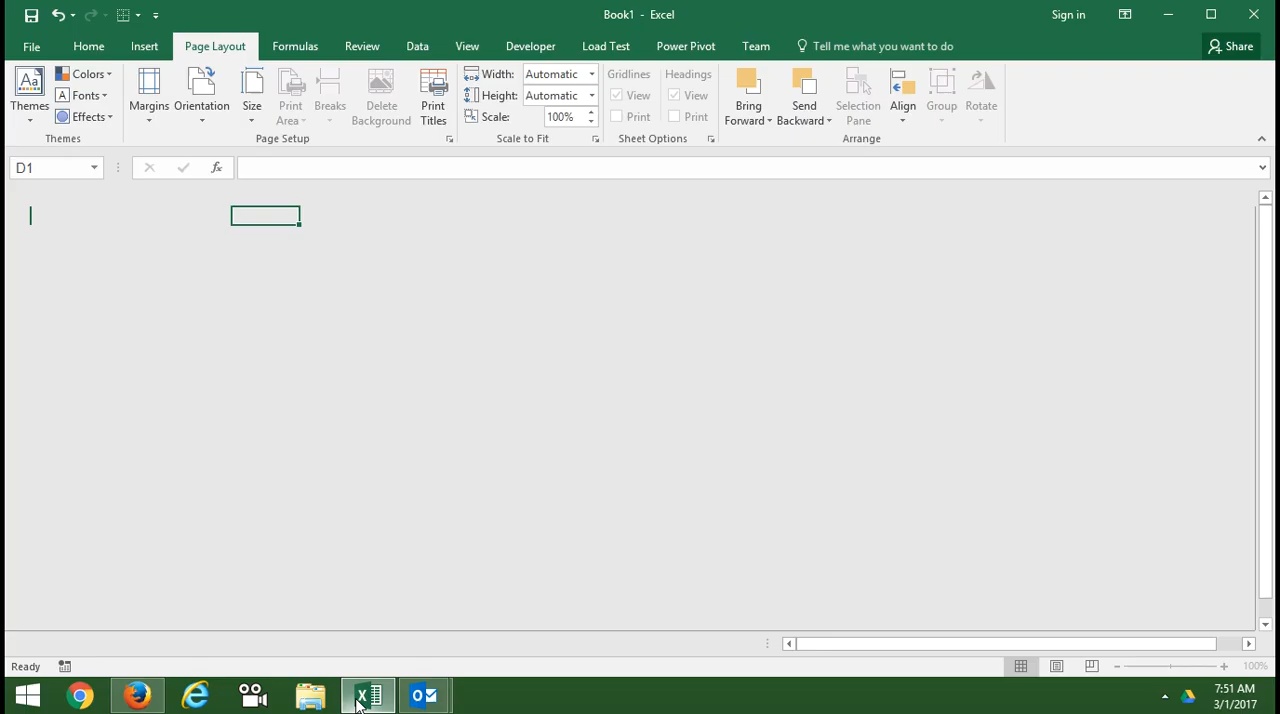 Book1 - Excel
Sign in
File Home Insert Page Layout Formulas Review Data View Developer Load Test Power Pivot Team Tell me what you want to do Share
Themes
Colors
Fonts
Effects
Themes
Margins
Orientation
Size
Print Area
Breaks
Delete Background
Print Titles
Page Setup
Width: Automatic
Height: Automatic
Scale: 100%
Scale to Fit
Gridlines
View
Print
Headings
View
Print
Sheet Options
Bring Forward
Send Backward
Selection Pane
Align
Group
Rotate
Arrange
D1
fx
Ready
100%
7:51 AM
3/1/2017